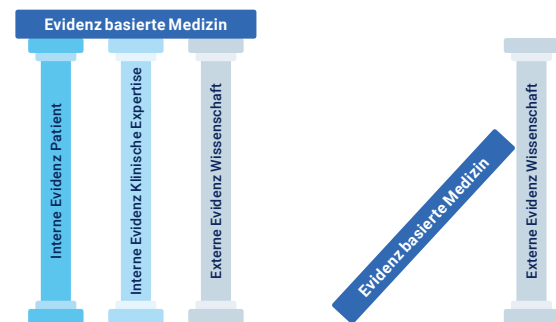 Evidenz basierte Medizin
Interne Evidenz Patient
Interne Evidenz Klinische Expertise
Externe Evidenz Wissenschaft
Evidenz basierte Medizin
Externe Evidenz Wissenschaft